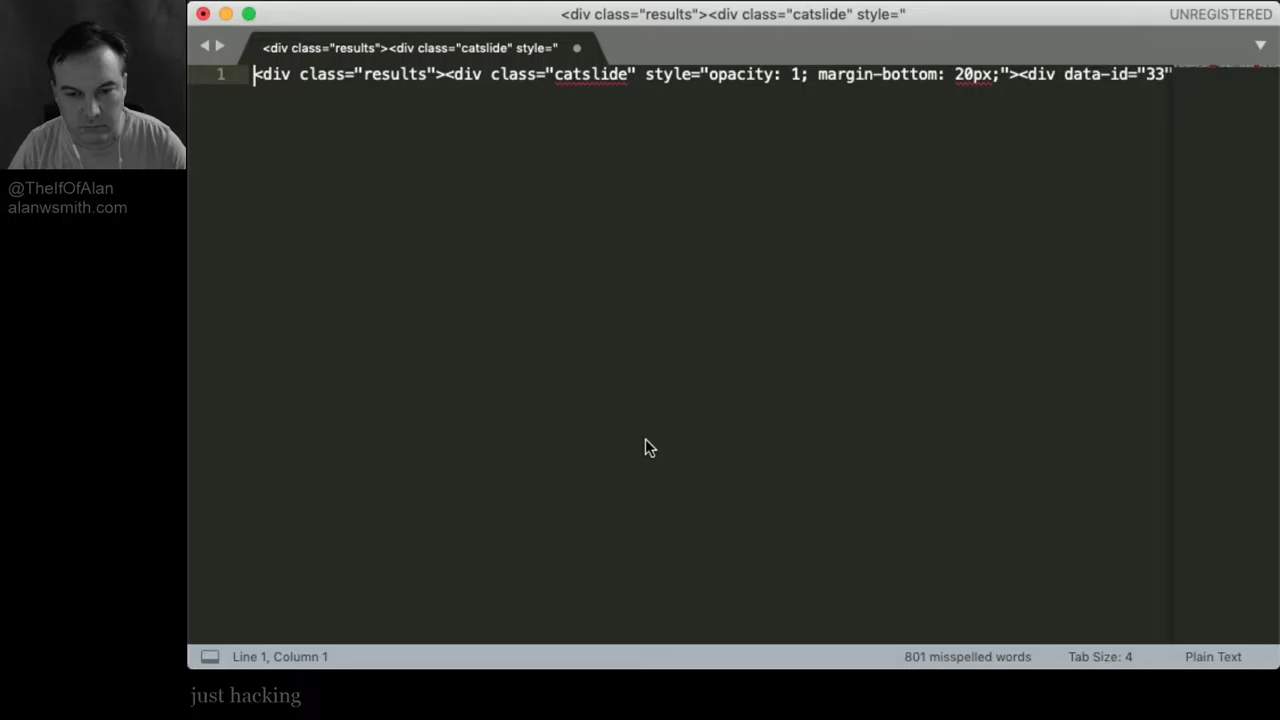 <div class="results"><div class="catslide" style="
UNREGISTERED
@TheIfOfAlan
alanwsmith.com
<div class="results"><div class="catslide" style="
1 <div class="results"><div class="catslide" style="opacity: 1; margin-bottom: 20px;"><div data-id="33"
Line 1, Column 1
801 misspelled words
Tab Size: 4
Plain Text
just hacking